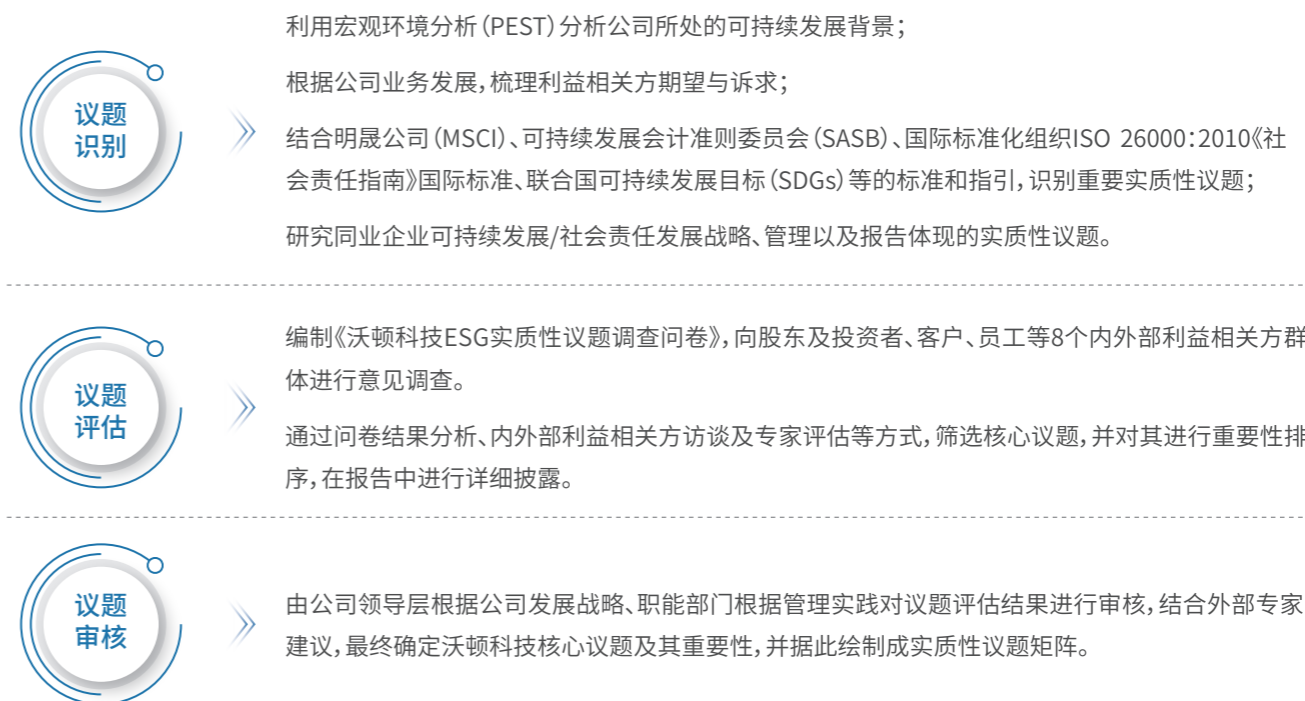 利用宏观环境分析(PEST)分析公司所处的可持续发展背景;
议题
识别
根据公司业务发展,梳理利益相关方期望与诉求;
结合明晟公司(MSCI)、可持续发展会计准则委员会(SASB)、国际标准化组织ISO 26000:2010《社
会责任指南》国际标准、联合国可持续发展目标(SDGs)等的标准和指引,识别重要实质性议题;
研究同业企业可持续发展/社会责任发展战略、管理以及报告体现的实质性议题。
议题
评估
编制《沃顿科技ESG实质性议题调查问卷》,向股东及投资者、客户、员工等8个内外部利益相关方群
体进行意见调查。
通过问卷结果分析、内外部利益相关方访谈及专家评估等方式,筛选核心议题,并对其进行重要性排
序,在报告中进行详细披露。
议题
审核
由公司领导层根据公司发展战略、职能部门根据管理实践对议题评估结果进行审核,结合外部专家
建议,最终确定沃顿科技核心议题及其重要性,并据此绘制成实质性议题矩阵。